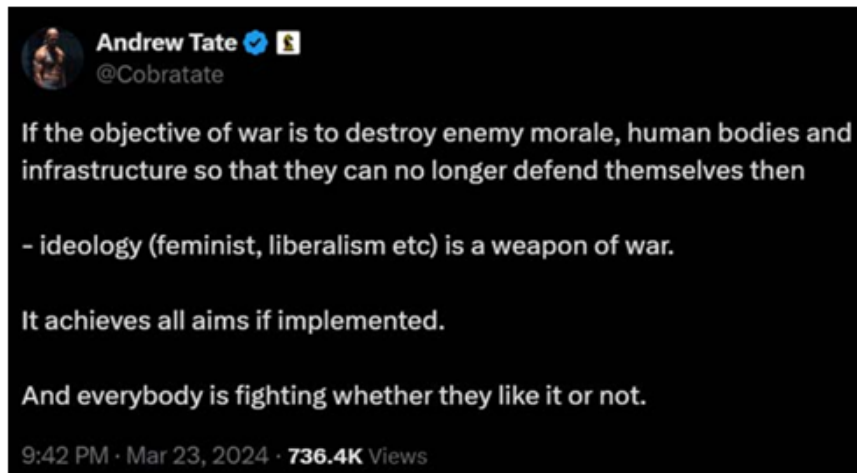 Andrew Tate
@Cobratate
If the objective of war is to destroy enemy morale, human bodies and
infrastructure so that they can no longer defend themselves then
- ideology (feminist, liberalism etc) is a weapon of war.
It achieves all aims if implemented.
And everybody is fighting whether they like it or not.
9:42 PM · Mar 23, 2024 · 736.4K Views